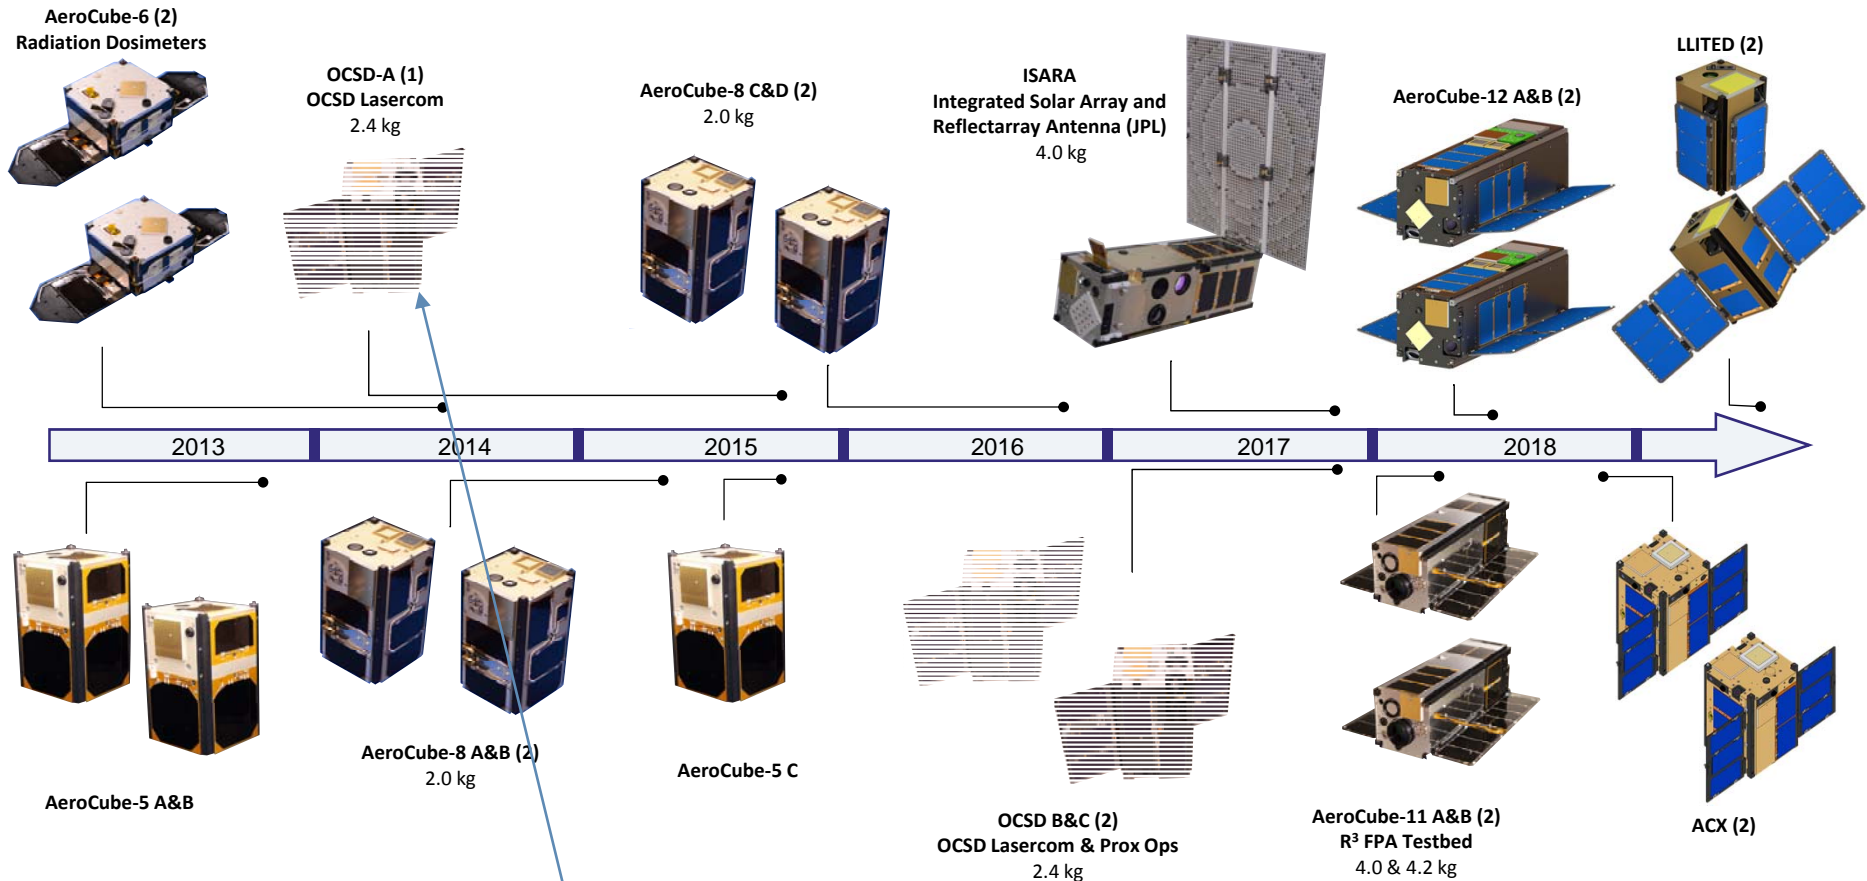 AeroCube-6 (2)
Radiation Dosimeters
OCSD-A (1)
OCSD Lasercom
2.4 kg
AeroCube-8 C&D (2)
2.0 kg
ISARA
Integrated Solar Array and
Reflectarray Antenna (JPL)
4.0 kg
AeroCube-12 A&B (2)
LLITED (2)
2013
2014
2015
2016
2017
2018
AeroCube-5 A&B
AeroCube-8 A&B (2)
2.0 kg
AeroCube-5 C
OCSD B&C (2)
OCSD Lasercom & Prox Ops
2.4 kg
AeroCube-11 A&B (2)
R³ FPA Testbed
4.0 & 4.2 kg
ACX (2)